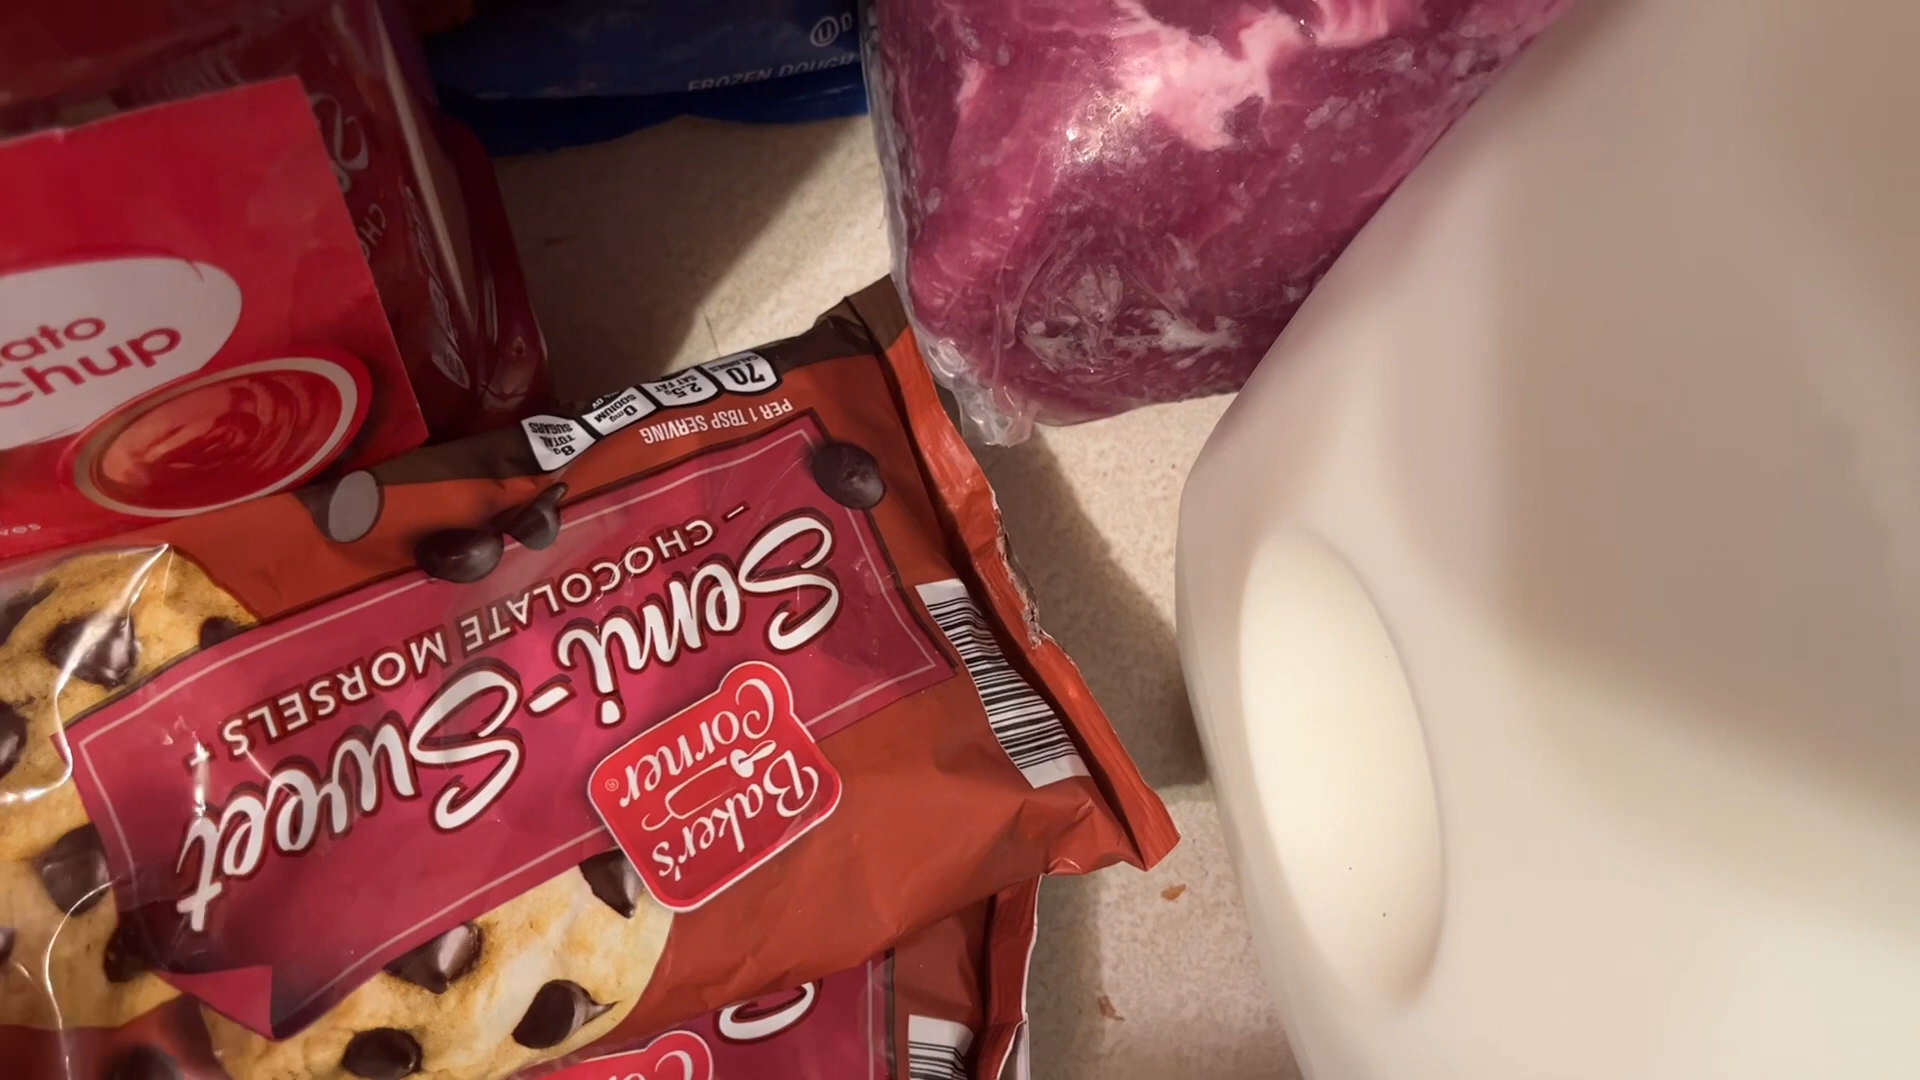 U D
FROZEN DOUGH
ato
chup
70
CALORIES
2.5g
SAT FAT
0mg
SODIUM
8g
TOTAL
SUGARS
PER 1 TBSP SERVING
Baker's
Corner®
Semi-Sweet
- CHOCOLATE MORSELS -